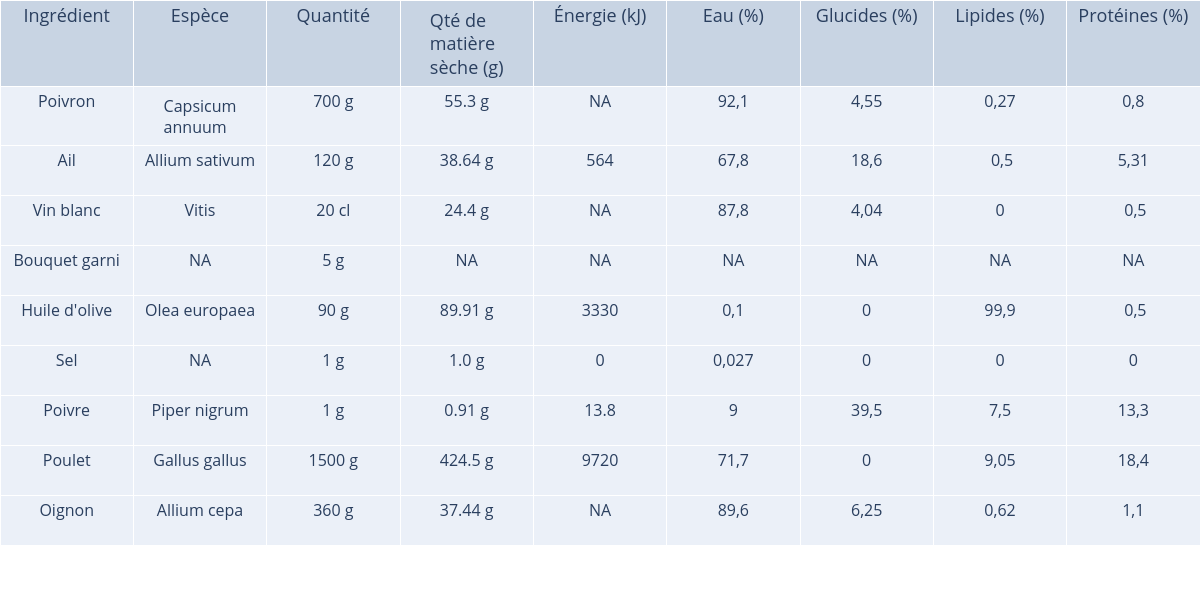 Ingrédient Espèce Quantité Qté de matière sèche (g) Énergie (kJ) Eau (%) Glucides (%) Lipides (%) Protéines (%)
Poivron Capsicum annuum 700 g 55.3 g NA 92,1 4,55 0,27 0,8
Ail Allium sativum 120 g 38.64 g 564 67,8 18,6 0,5 5,31
Vin blanc Vitis 20 cl 24.4 g NA 87,8 4,04 0 0,5
Bouquet garni NA 5 g NA NA NA NA NA NA
Huile d'olive Olea europaea 90 g 89.91 g 3330 0,1 0 99,9 0,5
Sel NA 1 g 1.0 g 0 0,027 0 0 0
Poivre Piper nigrum 1 g 0.91 g 13.8 9 39,5 7,5 13,3
Poulet Gallus gallus 1500 g 424.5 g 9720 71,7 0 9,05 18,4
Oignon Allium cepa 360 g 37.44 g NA 89,6 6,25 0,62 1,1